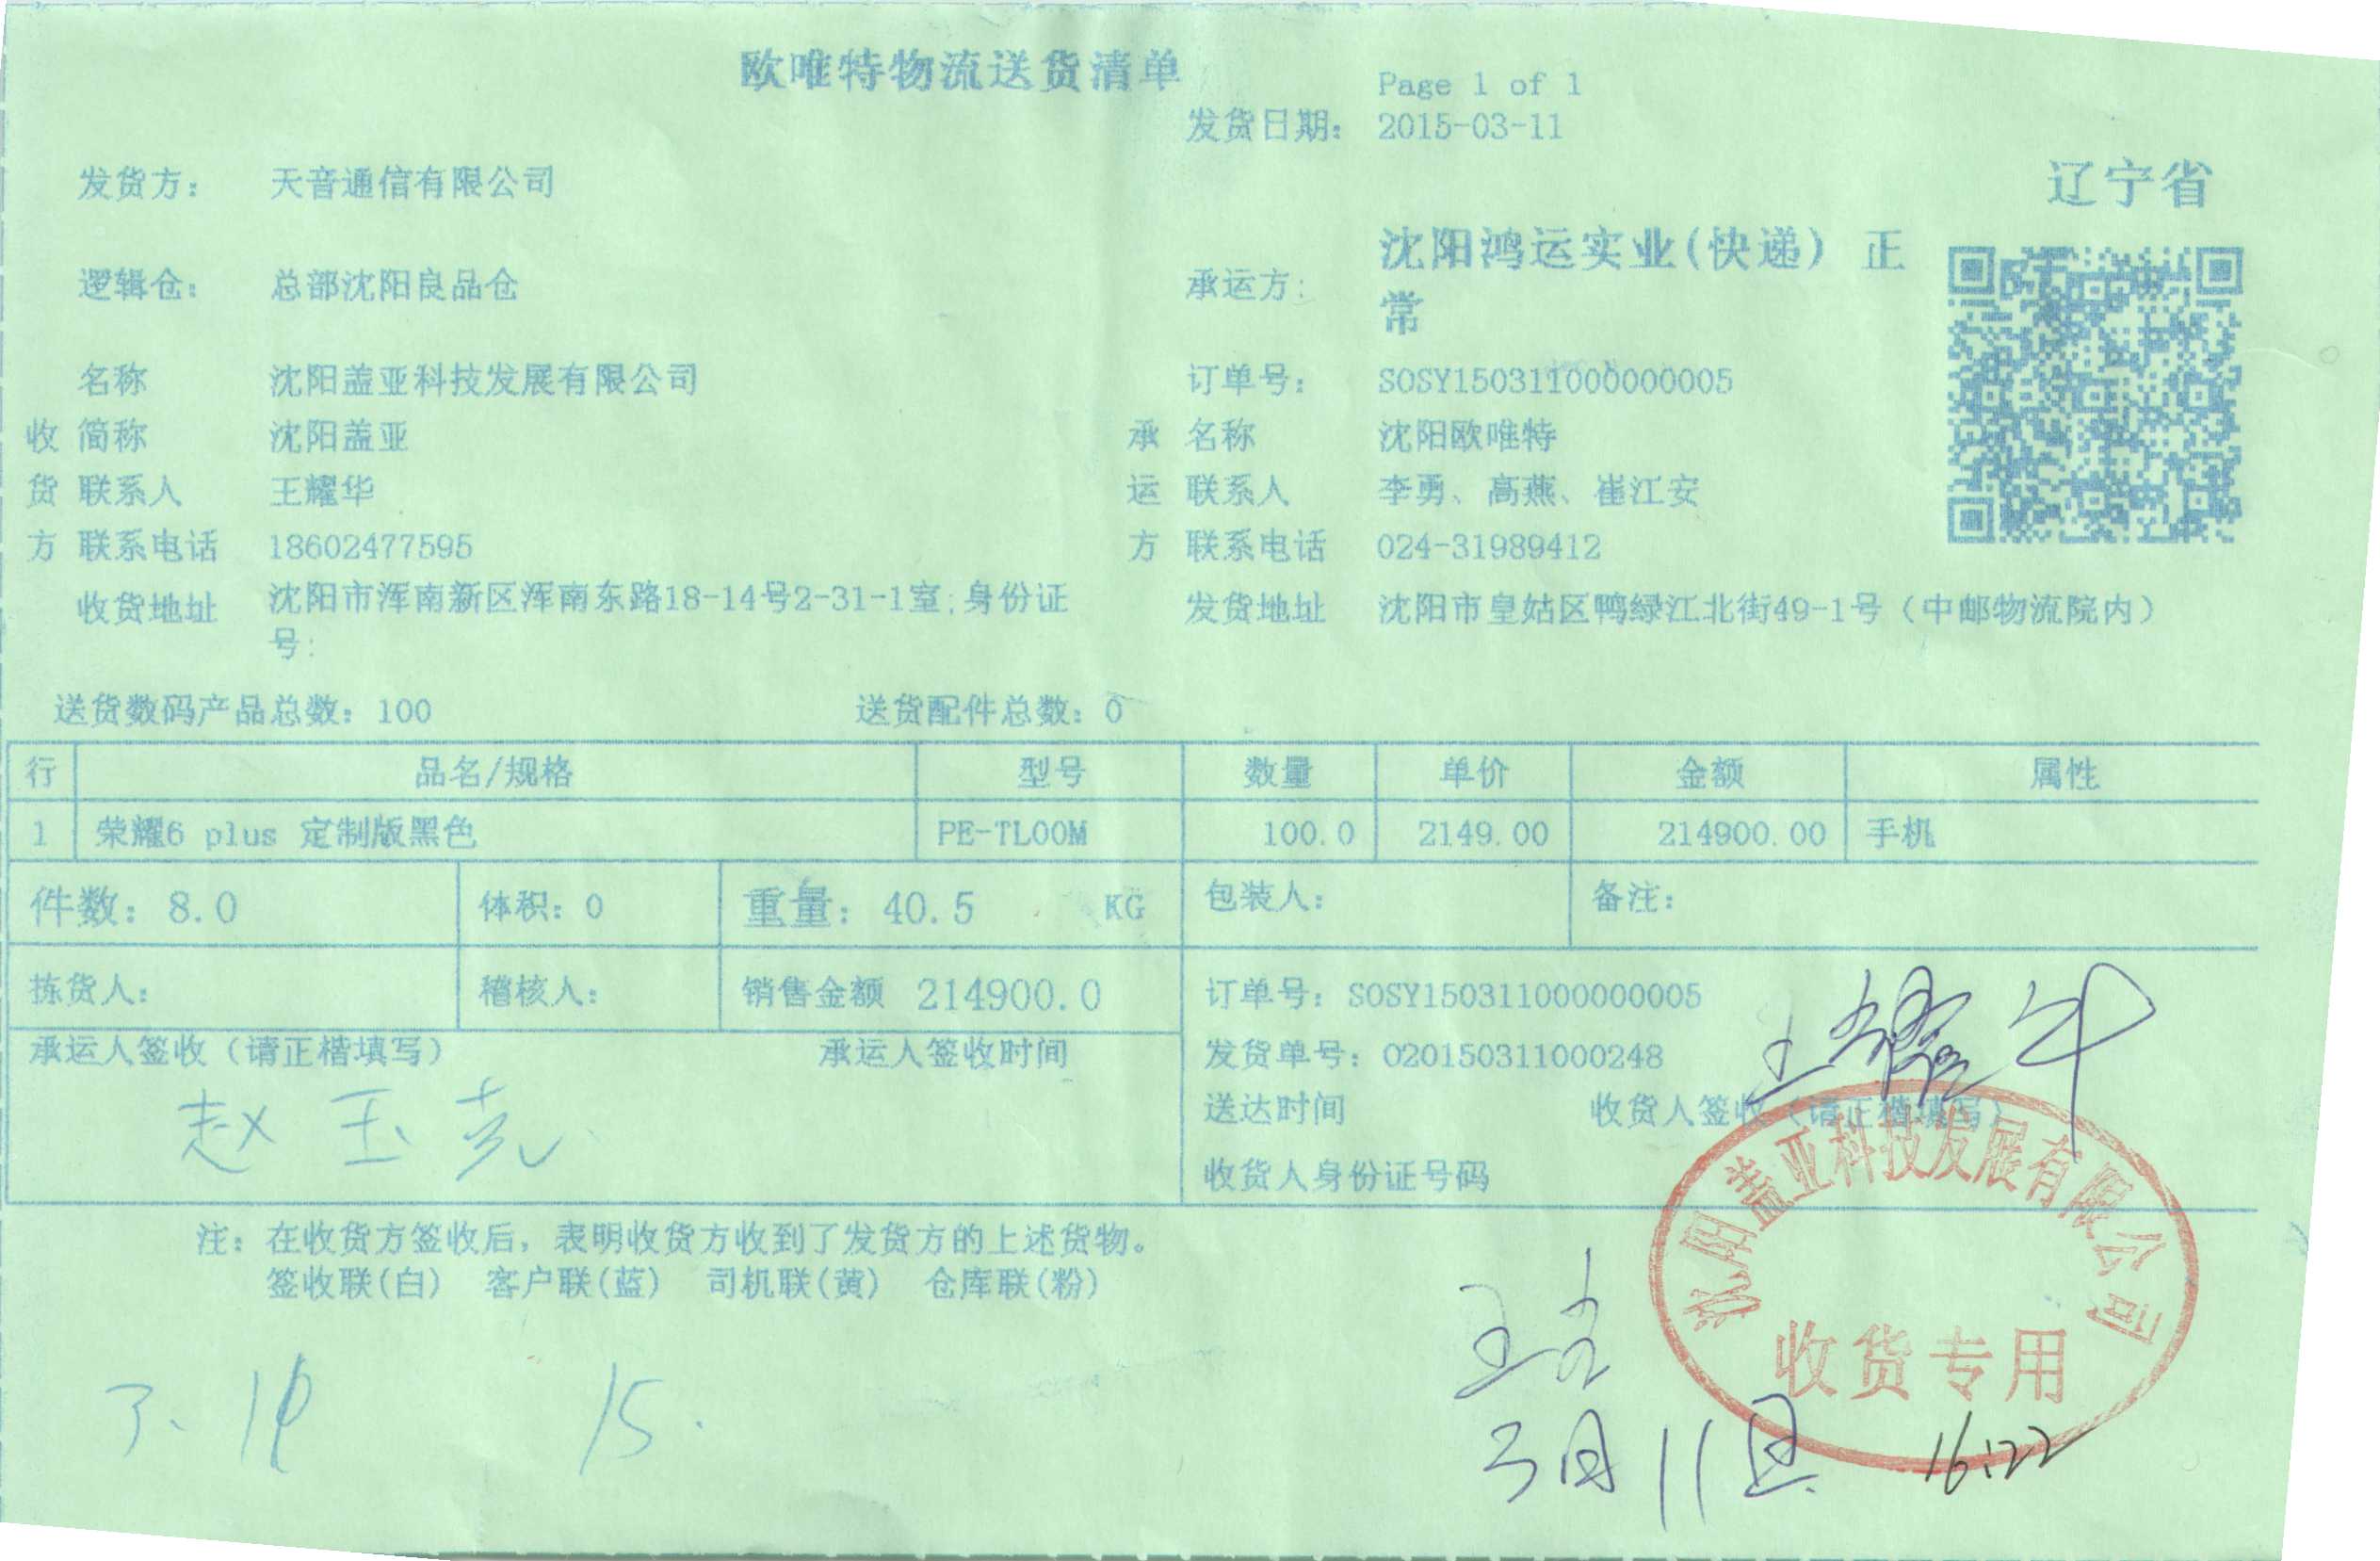 欧唯特物流送货清单
Page 1 of 1
发货日期: 2015-03-11
发货方: 天音通信有限公司
辽宁省
逻辑仓: 总部沈阳良品仓
承运方: 沈阳鸿运实业(快递) 正
常
名称 沈阳盖亚科技发展有限公司
订单号: SOSY150311000000005
收 简称 沈阳盖亚
承 名称 沈阳欧唯特
货 联系人 王耀华
运 联系人 李勇、高燕、崔江安
方 联系电话 18602477595
方 联系电话 024-31989412
收货地址 沈阳市浑南新区浑南东路18-14号2-31-1室;身份证
号:
发货地址 沈阳市皇姑区鸭绿江北街49-1号（中邮物流院内）
送货数码产品总数: 100 送货配件总数: 0
行 品名/规格 型号 数量 单价 金额 属性
1 荣耀6 plus 定制版黑色 PE-TL00M 100.0 2149.00 214900.00 手机
件数: 8.0 体积: 0 重量: 40.5 KG 包装人: 备注:
拣货人: 稽核人: 销售金额 214900.0
订单号: SOSY150311000000005
承运人签收（请正楷填写） 承运人签收时间
发货单号: 020150311000248
王耀华
赵玉
送达时间 收货人签收（请正楷填写）
收货人身份证号码
沈阳盖亚科技发展有限公司
收货专用
注: 在收货方签收后, 表明收货方收到了发货方的上述货物。
签收联(白) 客户联(蓝) 司机联(黄) 仓库联(粉)
3月11日 16:22
15.